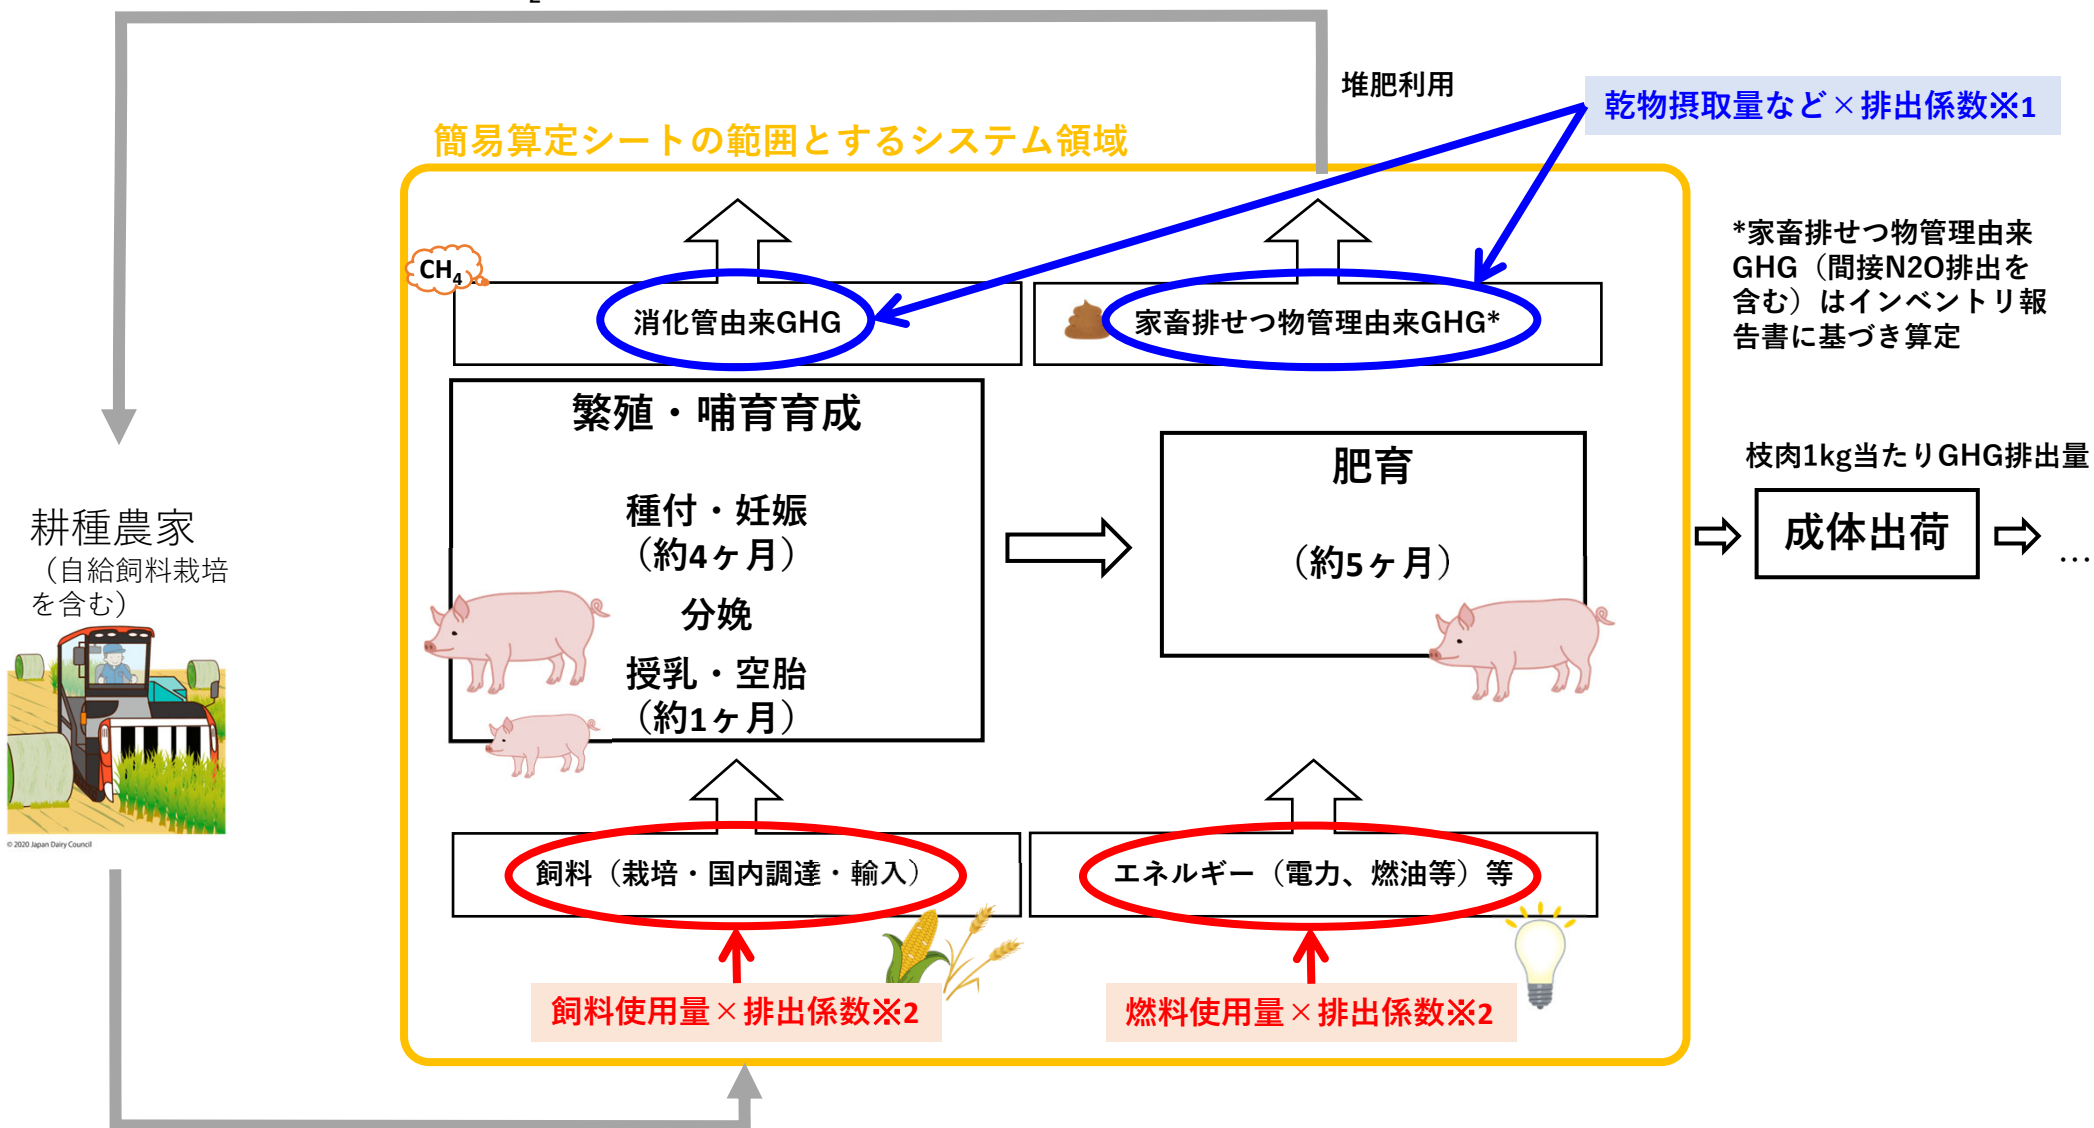 2
堆肥利用
乾物摂取量など×排出係数※1
簡易算定シートの範囲とするシステム領域
*家畜排せつ物管理由来
GHG（間接N2O排出を
含む）はインベントリ報
告書に基づき算定
CH4
消化管由来GHG
家畜排せつ物管理由来GHG*
繁殖・哺育育成
種付・妊娠
（約4ヶ月）
分娩
授乳・空胎
（約1ヶ月）
肥育
（約5ヶ月）
枝肉1kg当たりGHG排出量
成体出荷
…
耕種農家
（自給飼料栽培
を含む）
© 2020 Japan Dairy Council
飼料（栽培・国内調達・輸入）
エネルギー（電力、燃油等）等
飼料使用量×排出係数※2
燃料使用量×排出係数※2